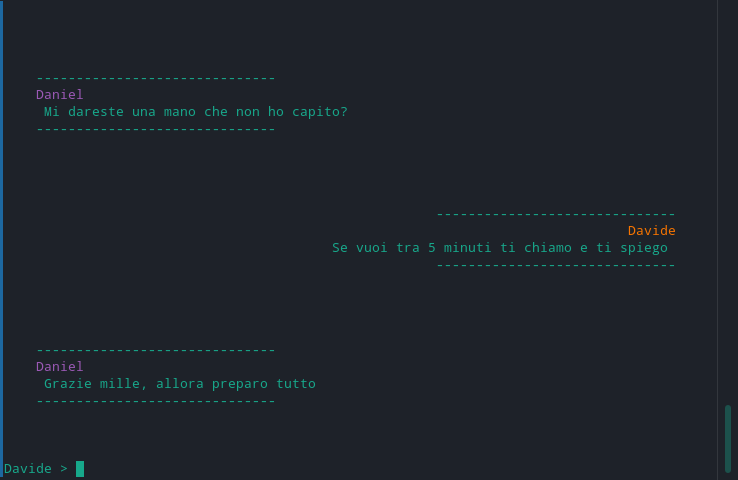 ------------------------------
Daniel
Mi dareste una mano che non ho capito?
------------------------------
------------------------------
Davide
Se vuoi tra 5 minuti ti chiamo e ti spiego
------------------------------
------------------------------
Daniel
Grazie mille, allora preparo tutto
------------------------------
Davide >